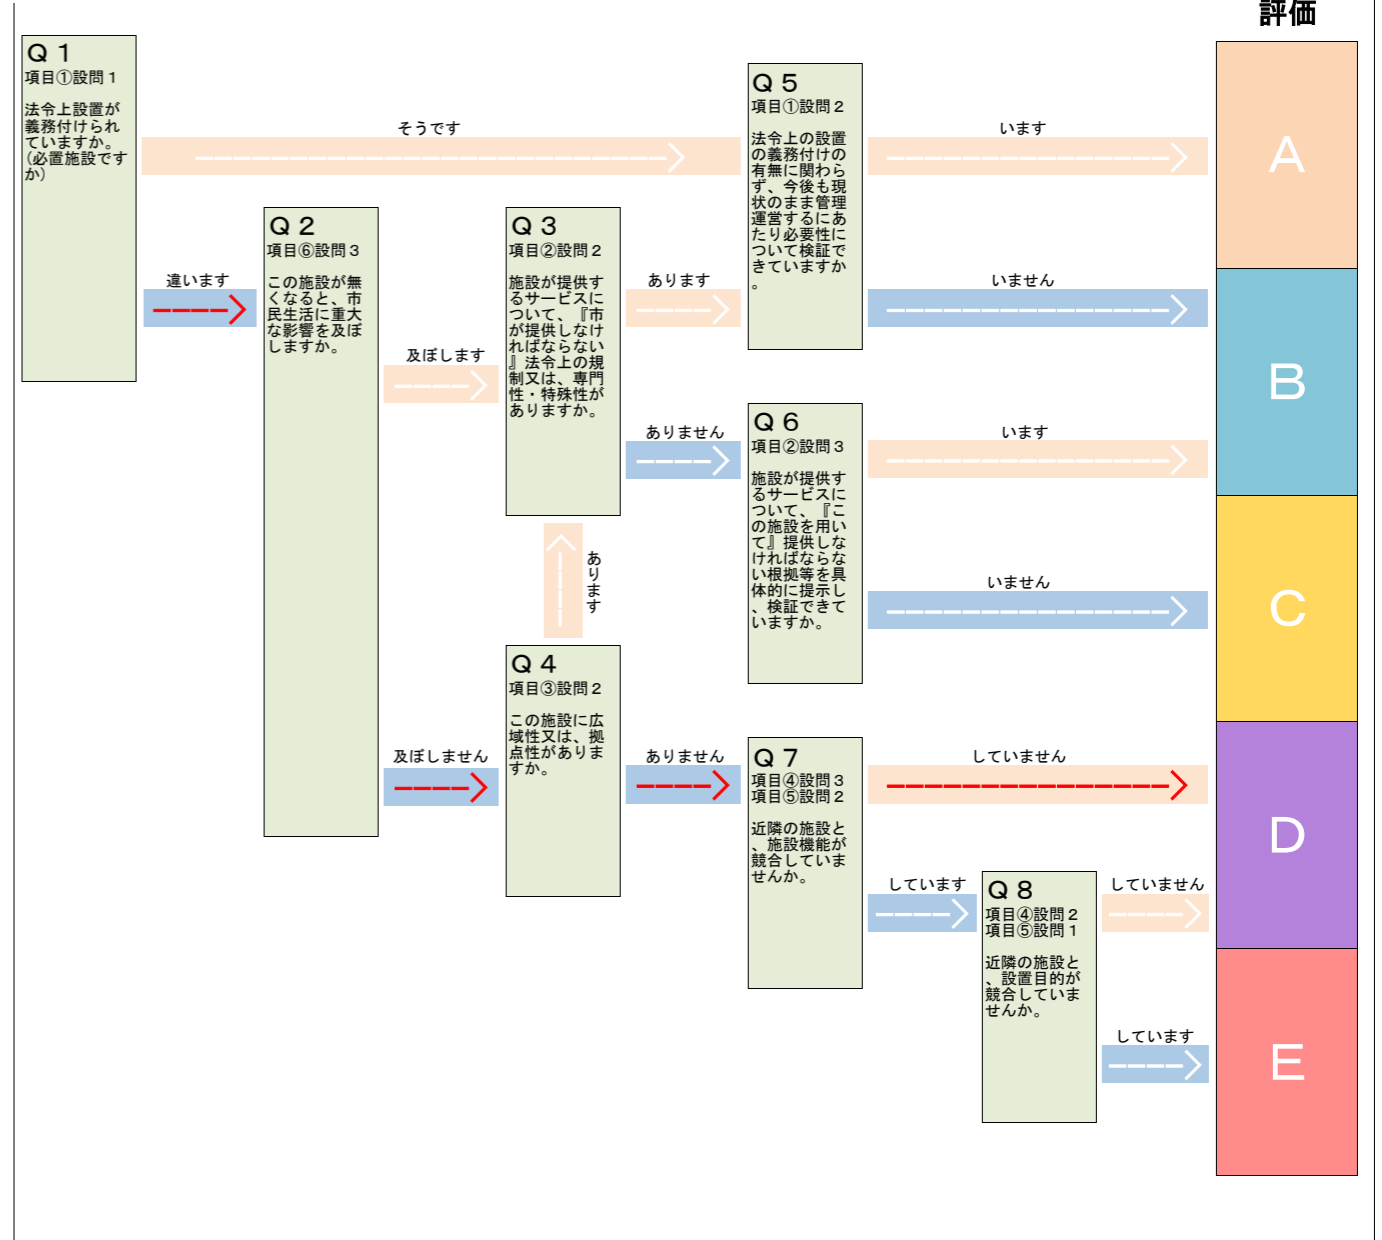 評価
Ｑ１
項目①設問１
法令上設置が
義務付けられ
ていますか。
(必置施設です
か)
そうです
違います
Ｑ２
項目⑥設問３
この施設が無
くなると、市
民生活に重大
な影響を及ぼ
しますか。
及ぼします
及ぼしません
Ｑ３
項目②設問２
施設が提供す
るサービスに
ついて、『市
が提供しなけ
ればならない
』法令上の規
制又は、専門
性・特殊性が
ありますか。
あります
ありません
あります
Ｑ４
項目③設問２
この施設に広
域性又は、拠
点性がありま
すか。
ありません
Ｑ５
項目①設問２
法令上の設置
の義務付けの
有無に関わら
ず、今後も現
状のまま管理
運営するにあ
たり必要性に
ついて検証で
きていますか
。
います
いません
Ｑ６
項目②設問３
施設が提供す
るサービスに
ついて、『こ
の施設を用い
て』提供しな
ければならな
い根拠等を具
体的に提示し
、検証できて
いますか。
います
いません
Ｑ７
項目④設問３
項目⑤設問２
近隣の施設と
、施設機能が
競合していま
せんか。
していません
しています
Ｑ８
項目④設問２
項目⑤設問１
近隣の施設と
、設置目的が
競合していま
せんか。
していません
しています
Ａ
Ｂ
Ｃ
Ｄ
Ｅ